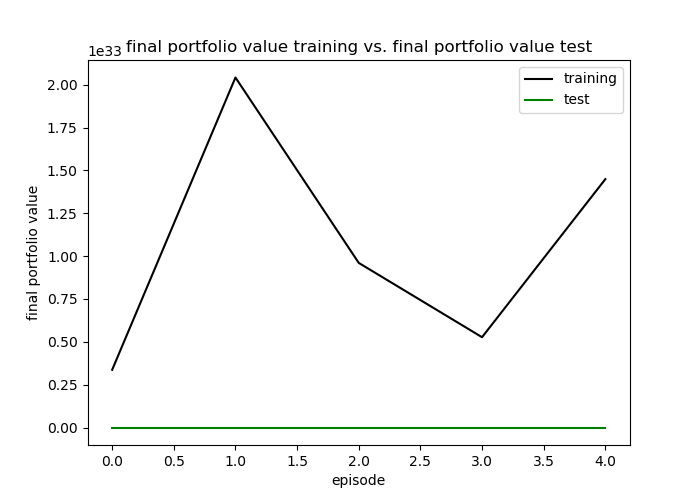 final portfolio value training vs. final portfolio value test
1e33
training
test
2.00
1.75
1.50
1.25
1.00
0.75
0.50
0.25
0.00
final portfolio value
0.0 0.5 1.0 1.5 2.0 2.5 3.0 3.5 4.0
episode